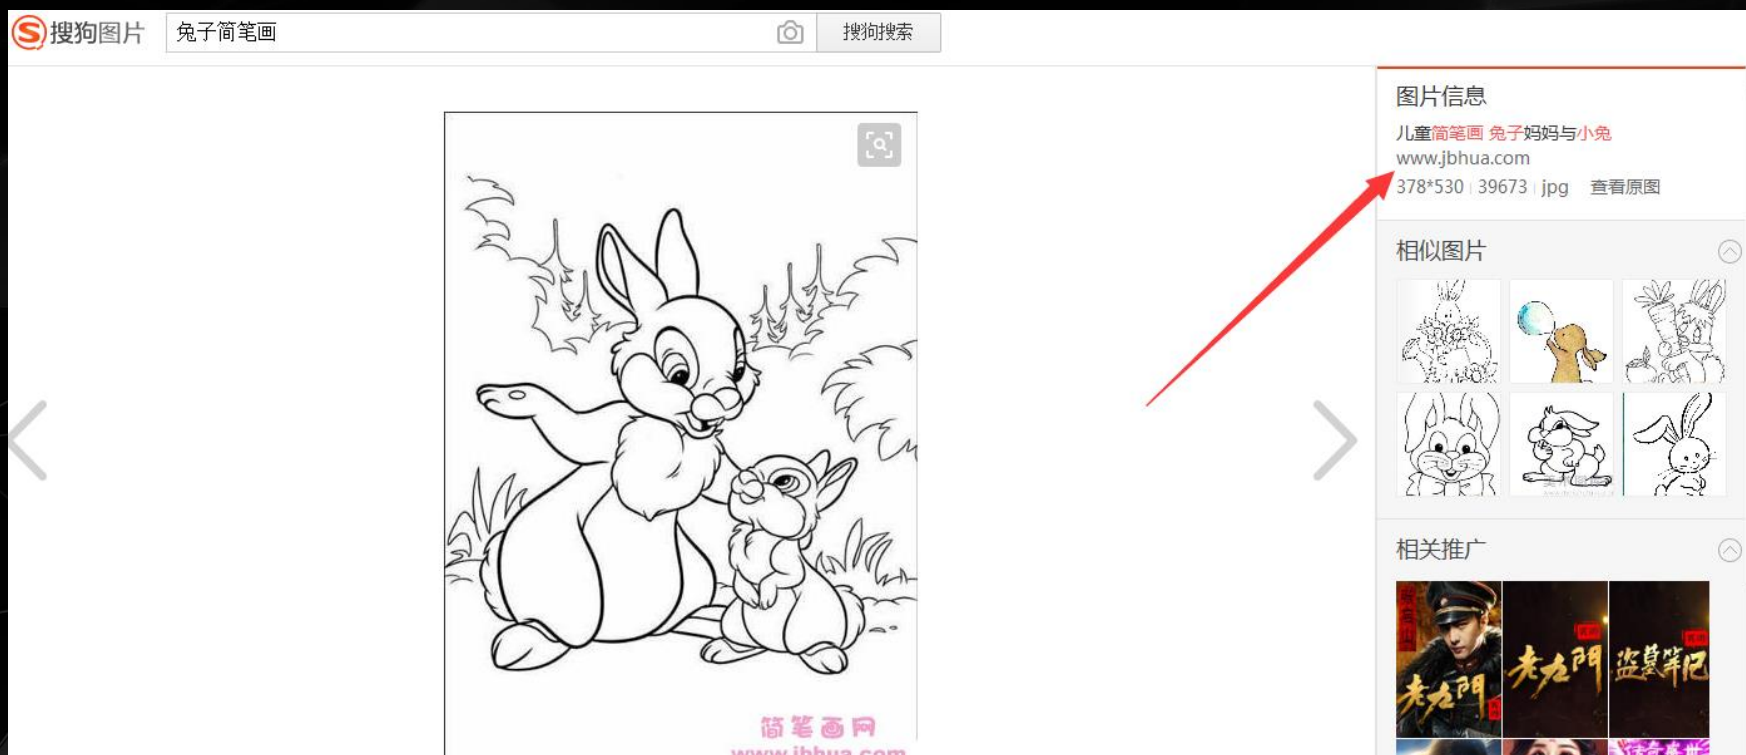 搜狗图片
兔子简笔画
搜狗搜索
图片信息
儿童简笔画 兔子妈妈与小兔
www.jbhua.com
378*530 39673 jpg 查看原图
相似图片
相关推广
老九門
老九門
盗墓笔记
简笔画网
www.jbhua.com